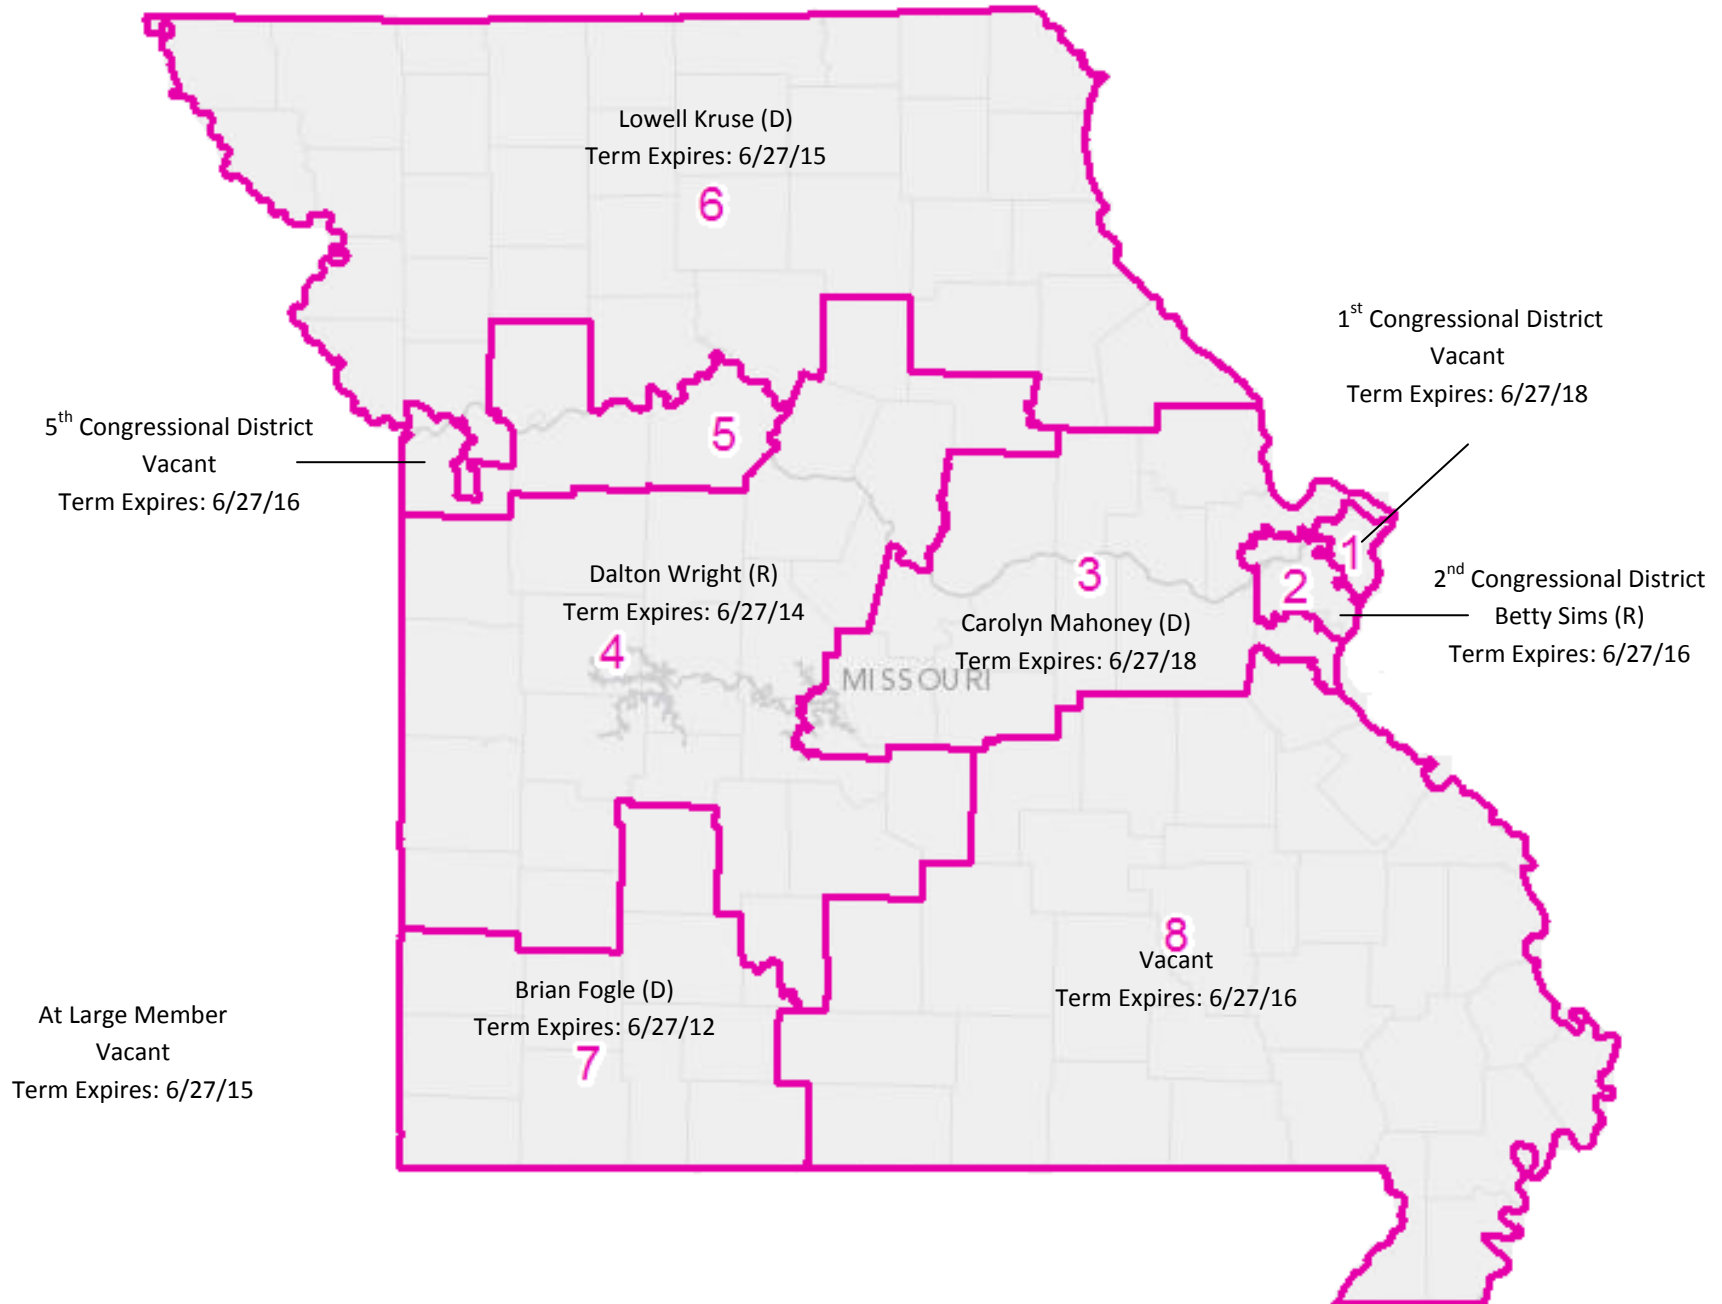 Lowell Kruse (D)
Term Expires: 6/27/15
6
1st Congressional District
Vacant
Term Expires: 6/27/18
5th Congressional District
Vacant
Term Expires: 6/27/16
5
1
2
3
2nd Congressional District
Betty Sims (R)
Term Expires: 6/27/16
Dalton Wright (R)
Term Expires: 6/27/14
4
Carolyn Mahoney (D)
Term Expires: 6/27/18
MISSOURI
8
Vacant
Term Expires: 6/27/16
Brian Fogle (D)
Term Expires: 6/27/12
7
At Large Member
Vacant
Term Expires: 6/27/15